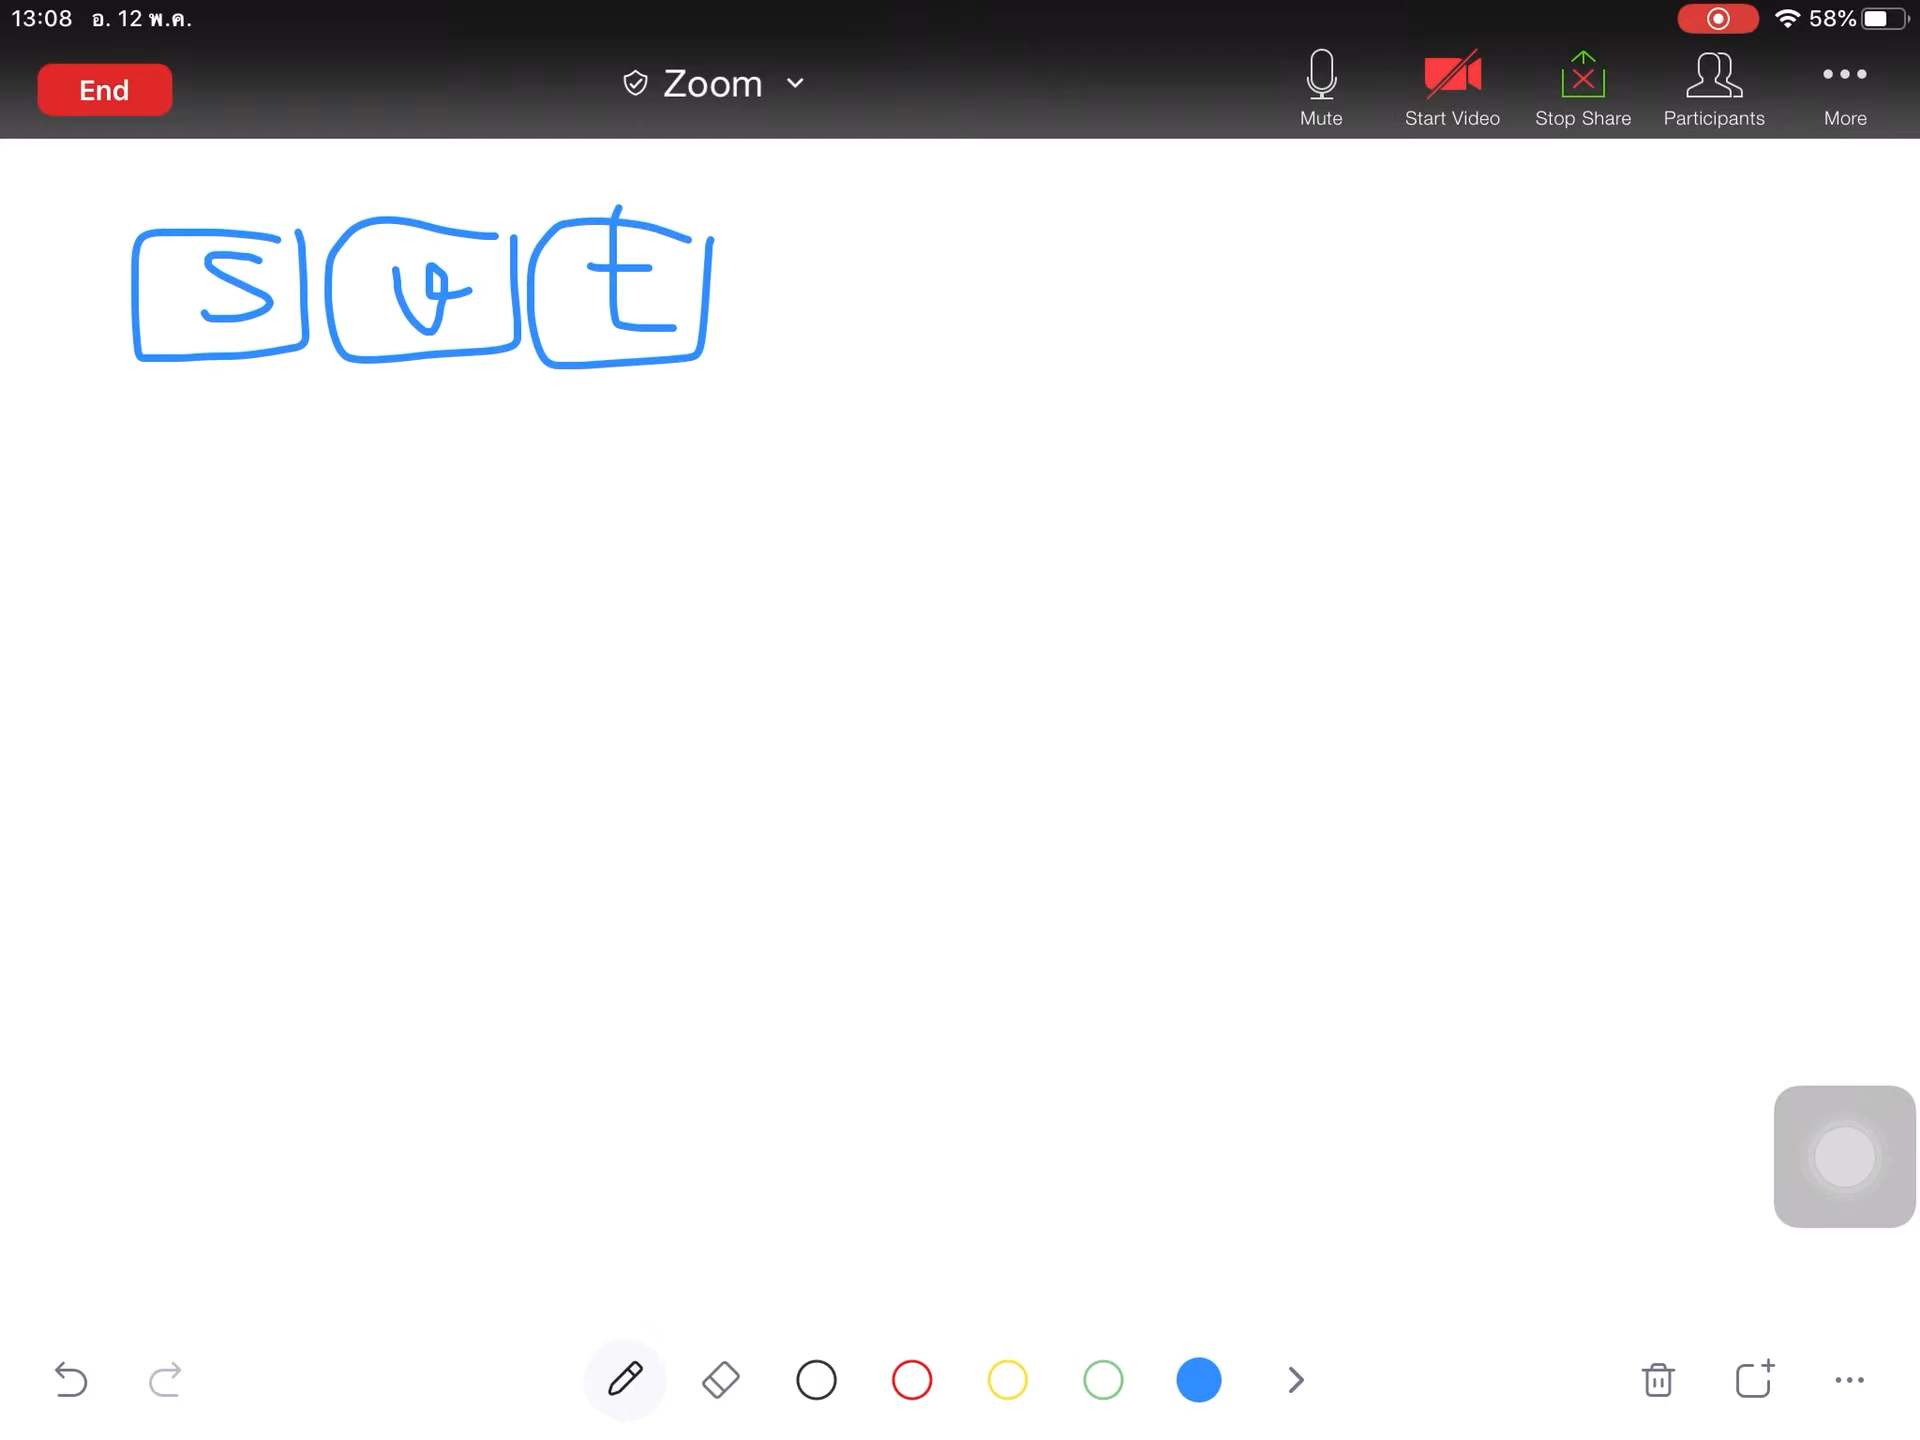 13:08 อ. 12 พ.ค. 58%
End Zoom Mute Start Video Stop Share Participants More
s v t